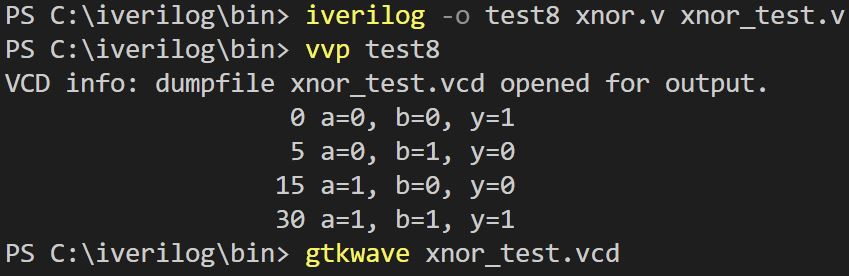 PS C:\iverilog\bin> iverilog -o test8 xnor.v xnor_test.v
PS C:\iverilog\bin> vvp test8
VCD info: dumpfile xnor_test.vcd opened for output.
                   0 a=0, b=0, y=1
                   5 a=0, b=1, y=0
                  15 a=1, b=0, y=0
                  30 a=1, b=1, y=1
PS C:\iverilog\bin> gtkwave xnor_test.vcd